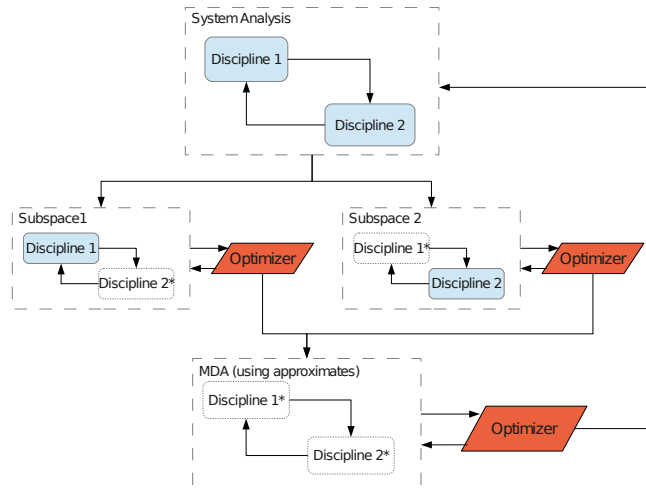 System Analysis
Discipline 1
Discipline 2
Subspace1
Discipline 1
Discipline 2*
Optimizer
Subspace 2
Discipline 1*
Discipline 2
Optimizer
MDA (using approximates)
Discipline 1*
Discipline 2*
Optimizer